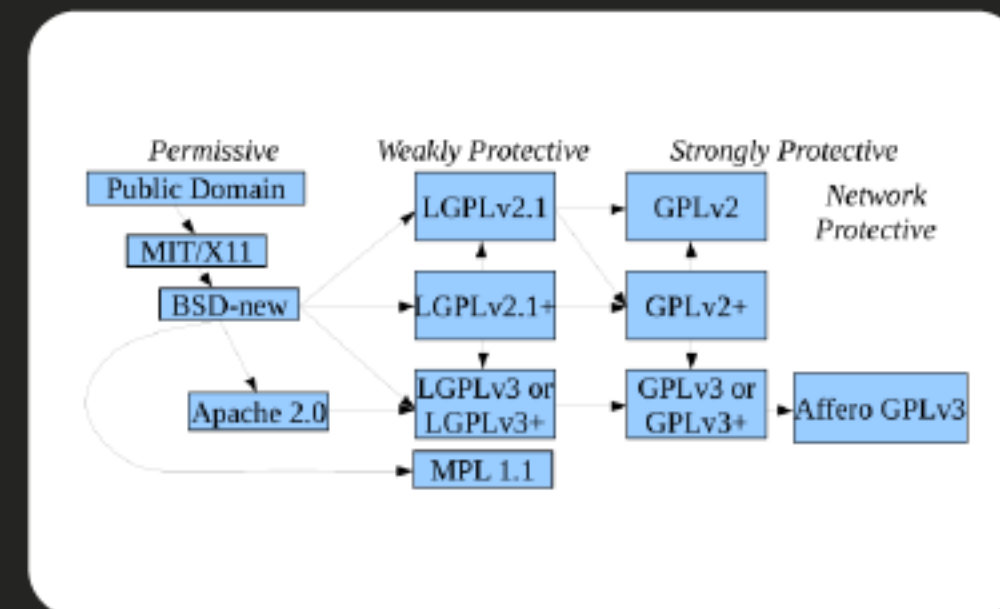 Permissive
Public Domain
MIT/X11
BSD-new
Apache 2.0
Weakly Protective
LGPLv2.1
LGPLv2.1+
LGPLv3 or
LGPLv3+
MPL 1.1
Strongly Protective
GPLv2
GPLv2+
GPLv3 or
GPLv3+
Network
Protective
Affero GPLv3